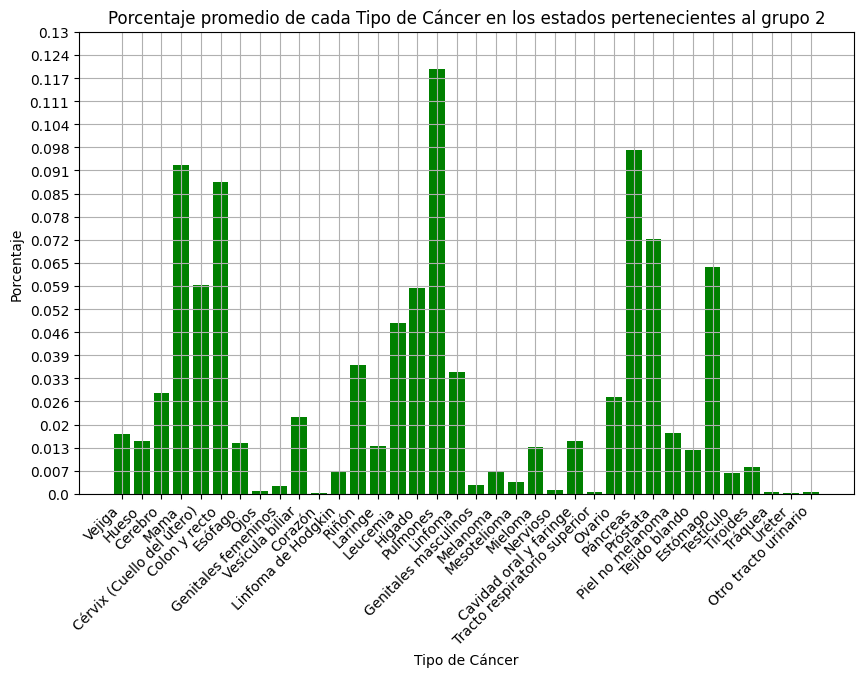 Porcentaje promedio de cada Tipo de Cáncer en los estados pertenecientes al grupo 2
0.13
0.124
0.117
0.111
0.104
0.098
0.091
0.085
0.078
0.072
0.065
0.059
0.052
0.046
0.039
0.033
0.026
0.02
0.013
0.007
0.0
Porcentaje
Vejiga
Hueso
Cerebro
Mama
Cérvix (Cuello del útero)
Colon y recto
Esófago
Ojos
Genitales femeninos
Vesícula biliar
Corazón
Linfoma de Hodgkin
Riñón
Laringe
Leucemia
Hígado
Pulmones
Linfoma
Genitales masculinos
Melanoma
Mesotelioma
Mieloma
Nervioso
Cavidad oral y faringe
Tracto respiratorio superior
Ovario
Páncreas
Próstata
Piel no melanoma
Tejido blando
Estómago
Testículo
Tiroides
Tráquea
Uréter
Otro tracto urinario
Tipo de Cáncer